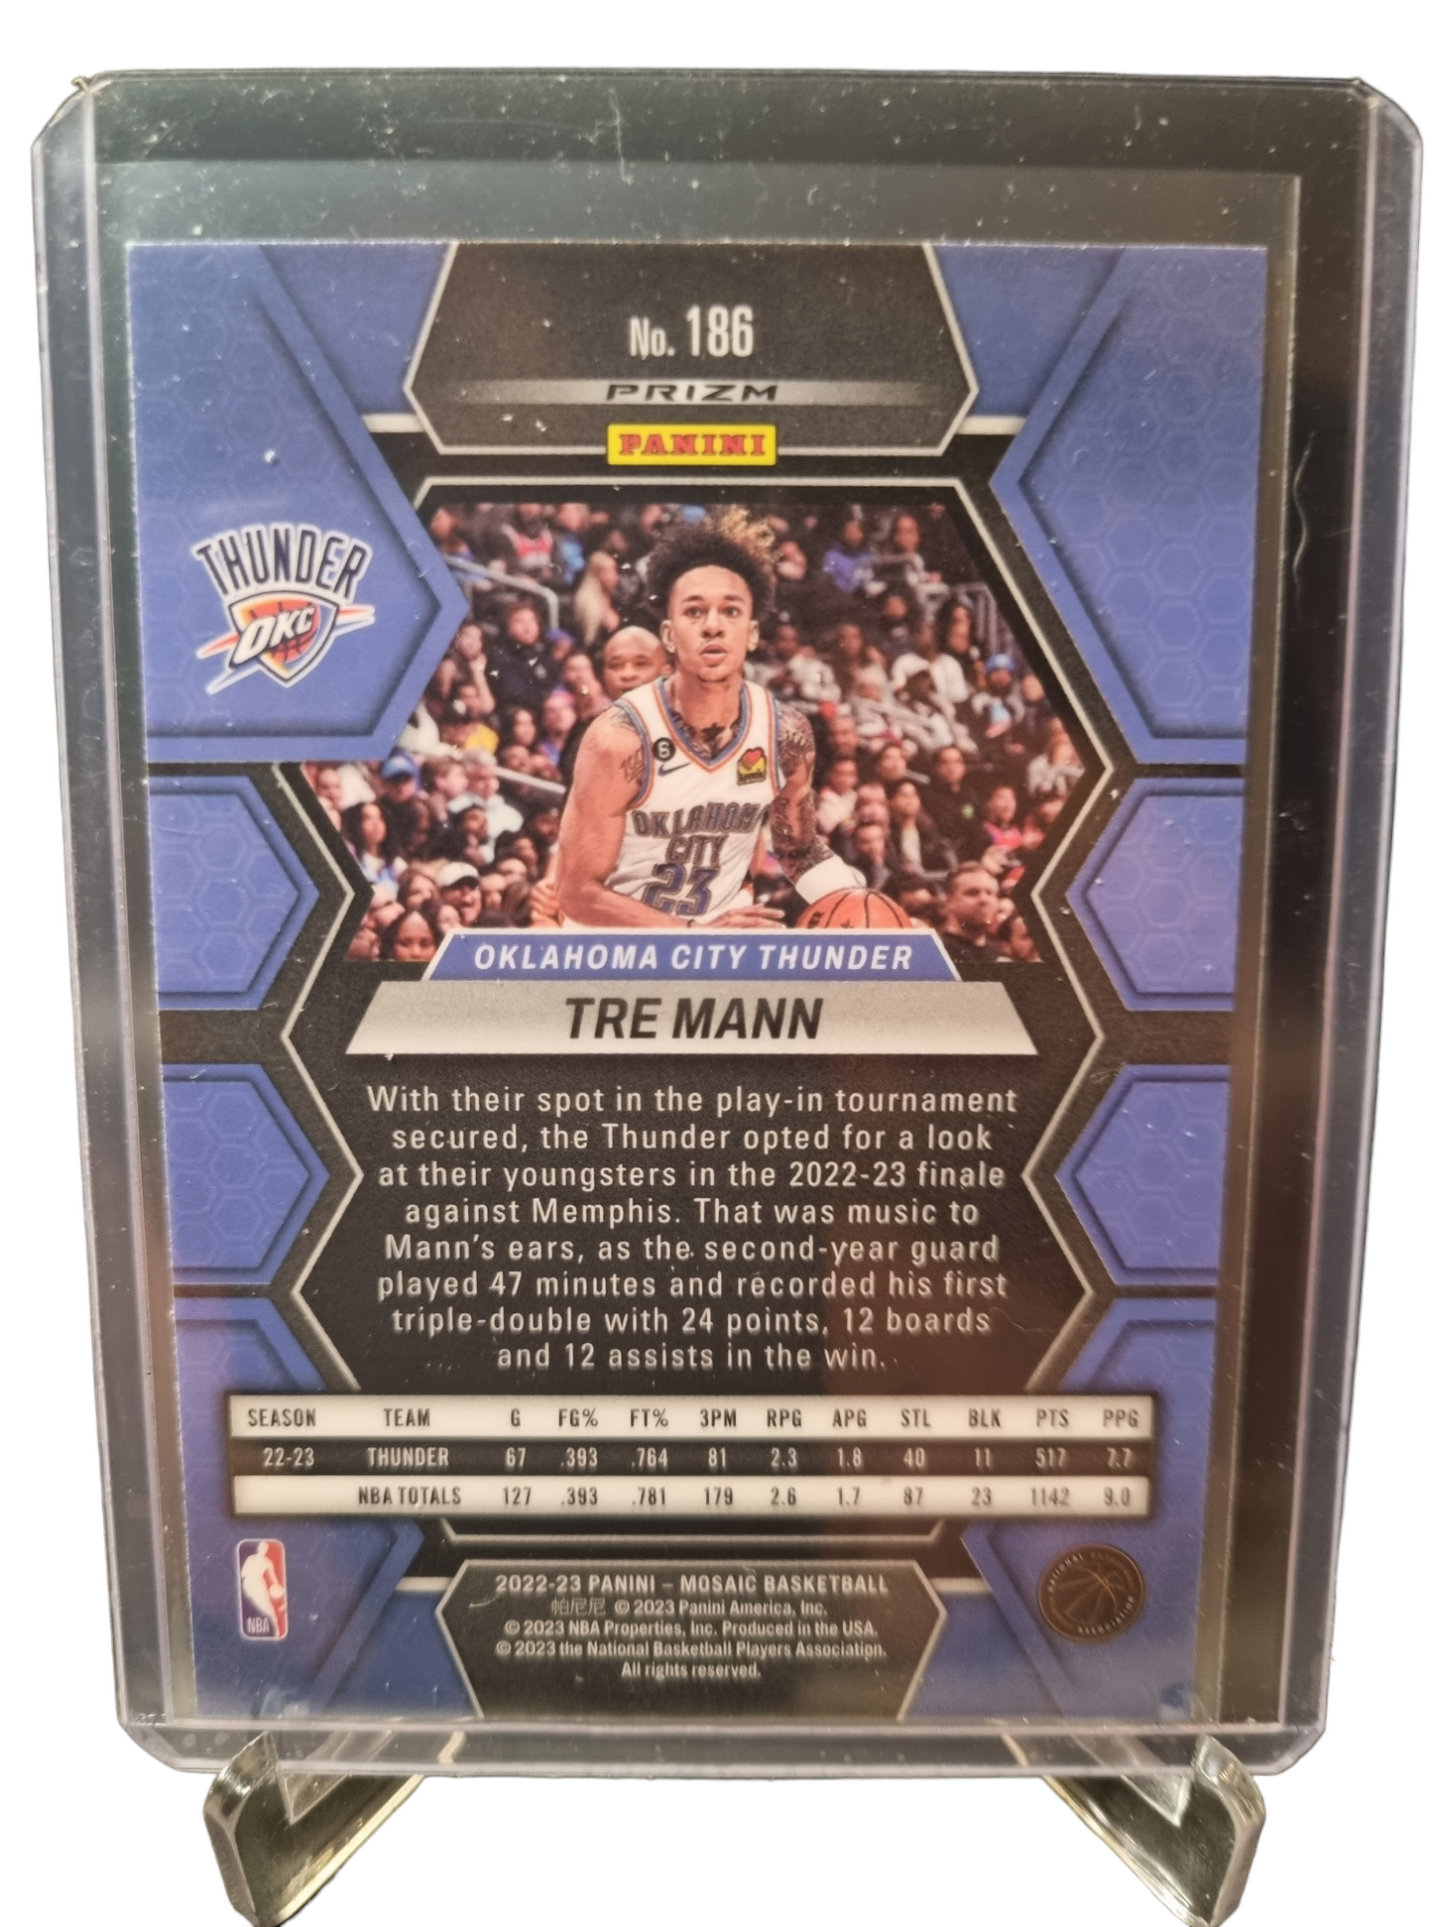 No. 186
PRIZM
PANINI
THUNDER
OKC
6
OKLAHOMA
CITY
23
OKLAHOMA CITY THUNDER
TRE MANN
With their spot in the play-in tournament
secured, the Thunder opted for a look
at their youngsters in the 2022-23 finale
against Memphis. That was music to
Mann's ears, as the second-year guard
played 47 minutes and recorded his first
triple-double with 24 points, 12 boards
and 12 assists in the win.
SEASON TEAM G FG% FT% 3PM RPG APG STL BLK PTS PPG
22-23 THUNDER 67 .393 .764 81 2.3 1.8 40 11 517 7.7
NBA TOTALS 127 .393 .781 179 2.6 1.7 87 23 1142 9.0
NBA
2022-23 PANINI – MOSAIC BASKETBALL
帕尼尼 © 2023 Panini America, Inc.
© 2023 NBA Properties, Inc. Produced in the USA.
© 2023 the National Basketball Players Association.
All rights reserved.